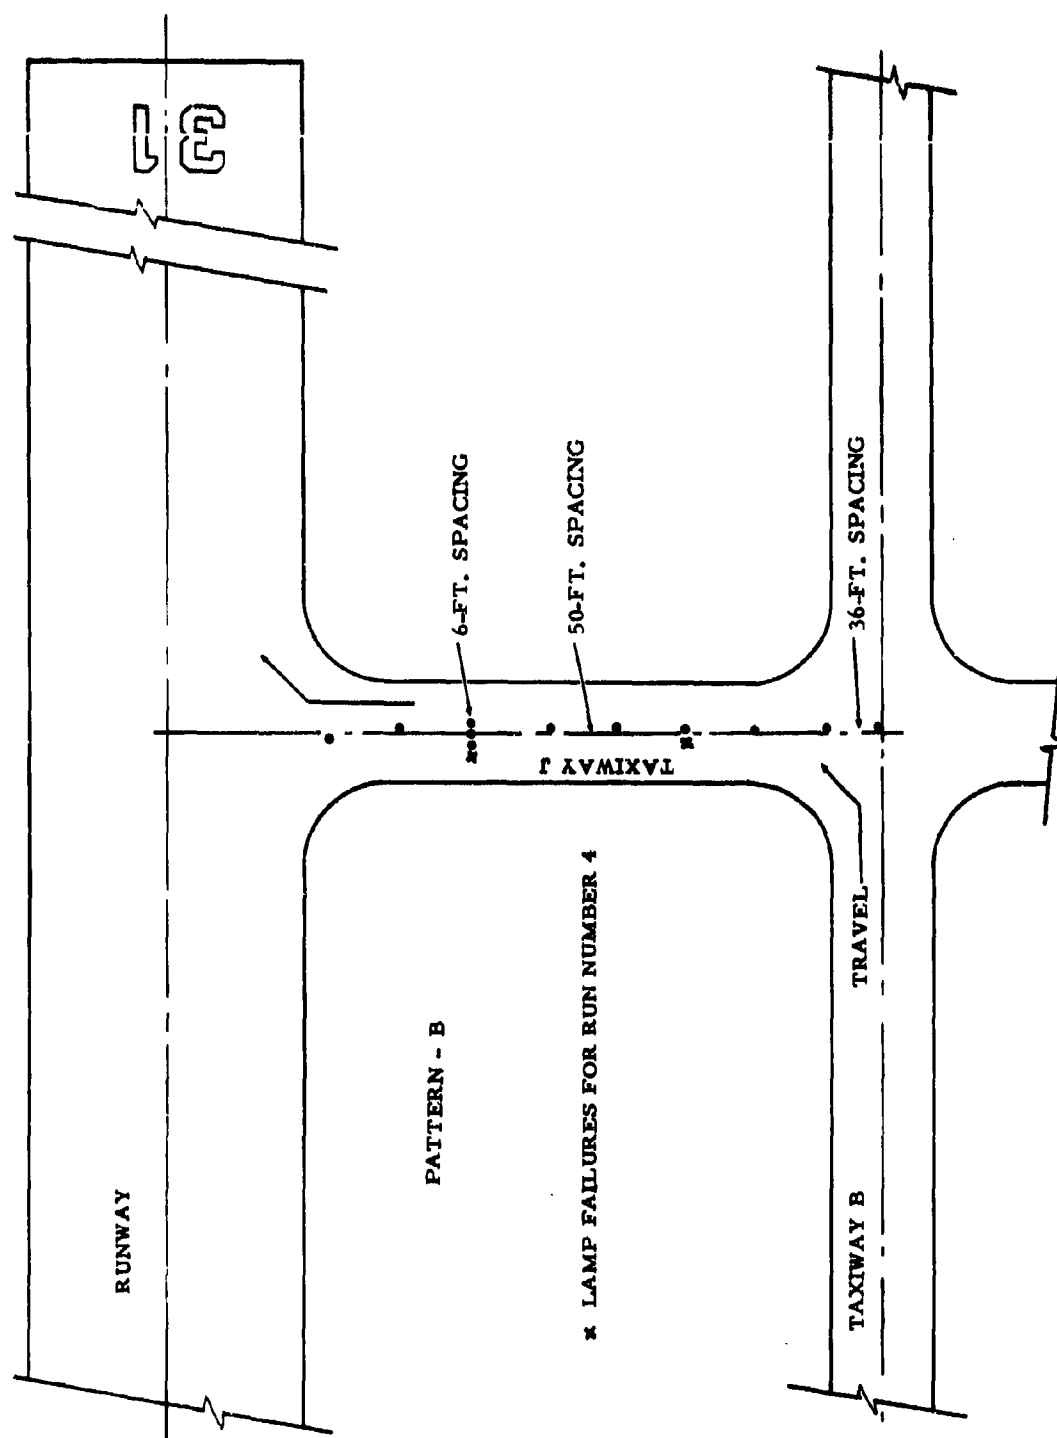 RUNWAY
31
PATTERN - B
6-FT. SPACING
50-FT. SPACING
TAXIWAY J
x LAMP FAILURES FOR RUN NUMBER 4
36-FT. SPACING
TRAVEL
TAXIWAY B